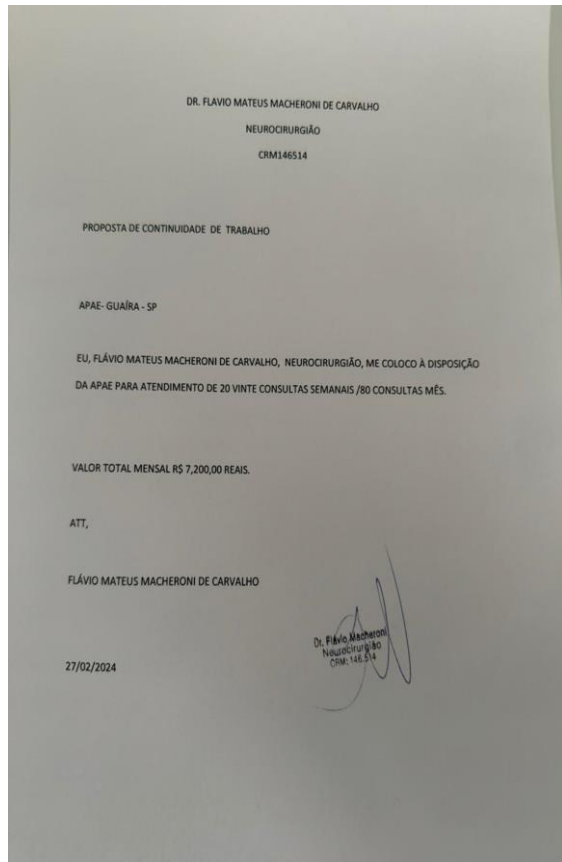 DR. FLAVIO MATEUS MACHERONI DE CARVALHO
NEUROCIRURGIÃO
CRM146514
PROPOSTA DE CONTINUIDADE DE TRABALHO
APAE- GUAÍRA - SP
EU, FLÁVIO MATEUS MACHERONI DE CARVALHO, NEUROCIRURGIÃO, ME COLOCO À DISPOSIÇÃO
DA APAE PARA ATENDIMENTO DE 20 VINTE CONSULTAS SEMANAIS /80 CONSULTAS MÊS.
VALOR TOTAL MENSAL R$ 7,200,00 REAIS.
ATT,
FLÁVIO MATEUS MACHERONI DE CARVALHO
Dr. Flávio Macheroni
Neurocirurgião
CRM: 146.514
27/02/2024